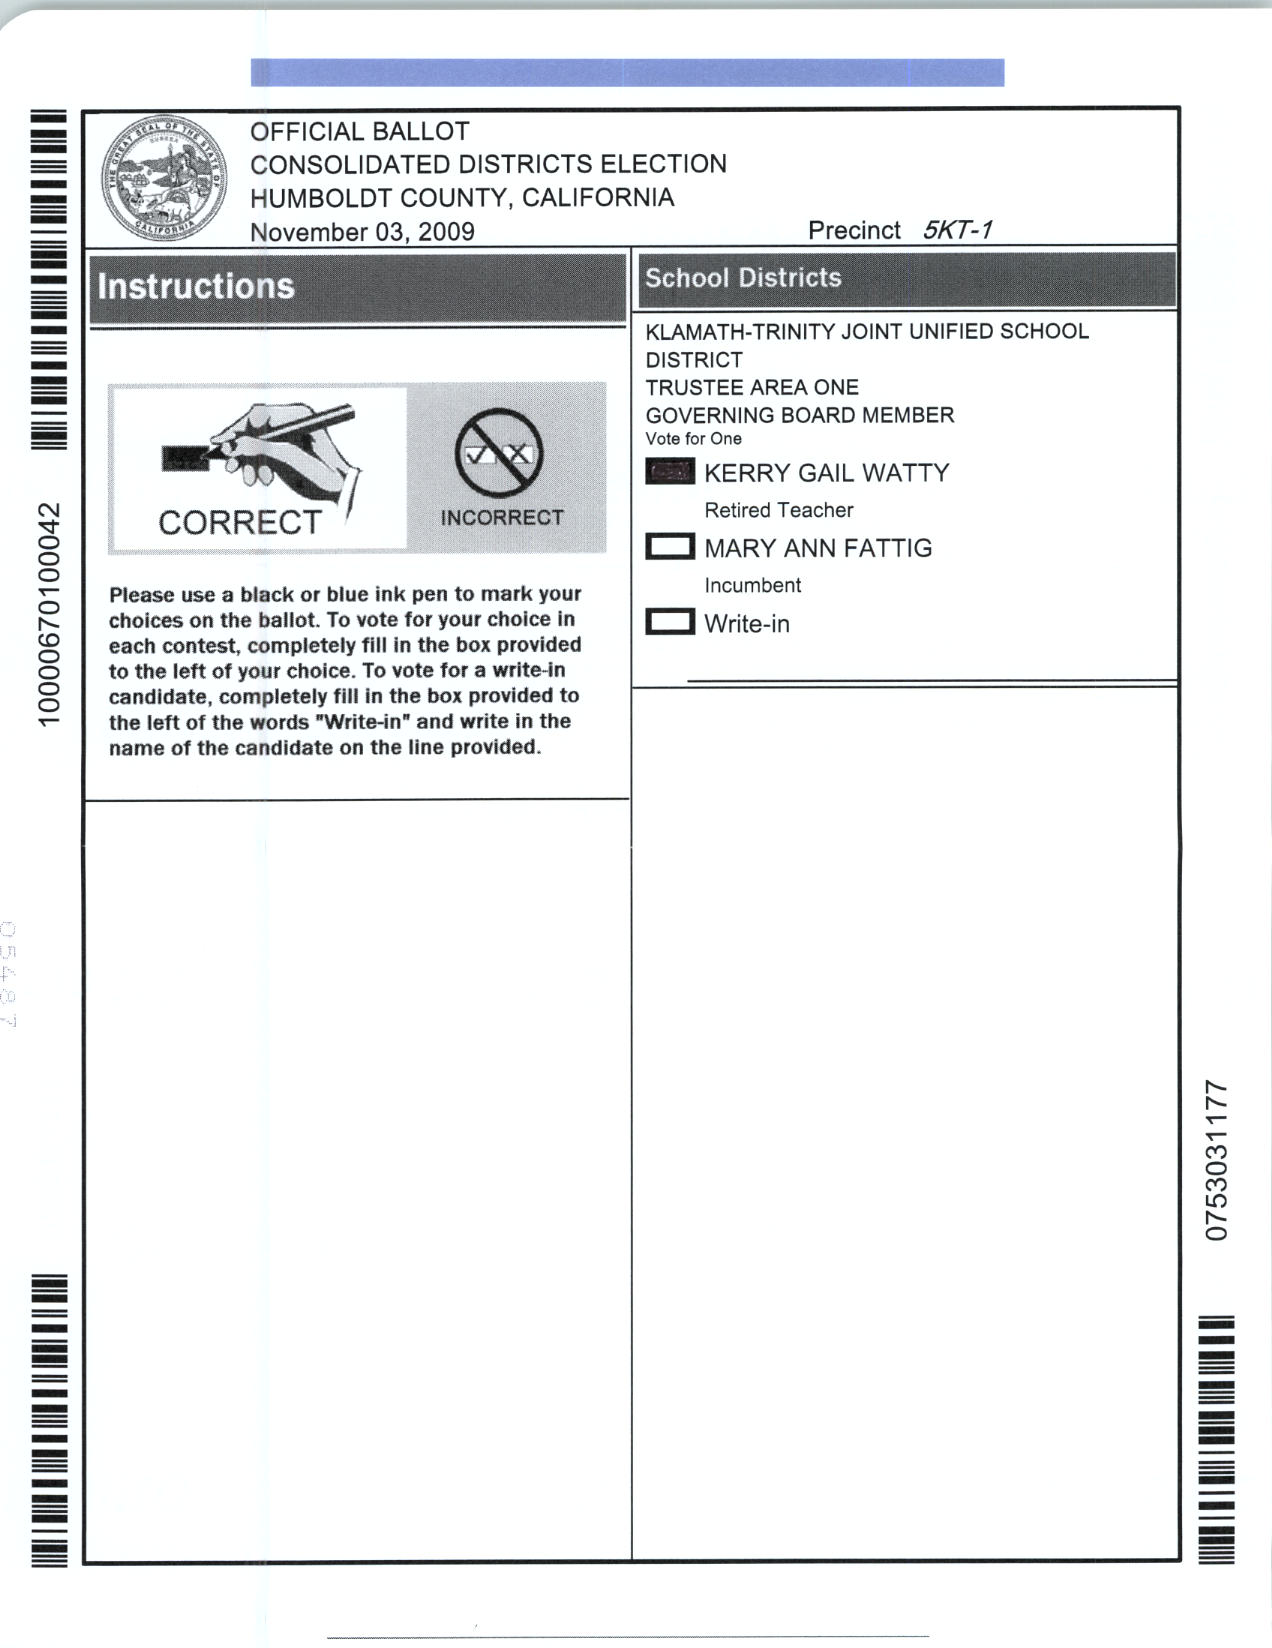 OFFICIAL BALLOT
CONSOLIDATED DISTRICTS ELECTION
HUMBOLDT COUNTY, CALIFORNIA
November 03, 2009
Precinct 5KT-1
THE GREAT SEAL OF THE STATE OF CALIFORNIA
EUREKA
Instructions
CORRECT
INCORRECT
Please use a black or blue ink pen to mark your
choices on the ballot. To vote for your choice in
each contest, completely fill in the box provided
to the left of your choice. To vote for a write-in
candidate, completely fill in the box provided to
the left of the words "Write-in" and write in the
name of the candidate on the line provided.
School Districts
KLAMATH-TRINITY JOINT UNIFIED SCHOOL
DISTRICT
TRUSTEE AREA ONE
GOVERNING BOARD MEMBER
Vote for One
KERRY GAIL WATTY
Retired Teacher
MARY ANN FATTIG
Incumbent
Write-in
10000670100042
05487
0753031177